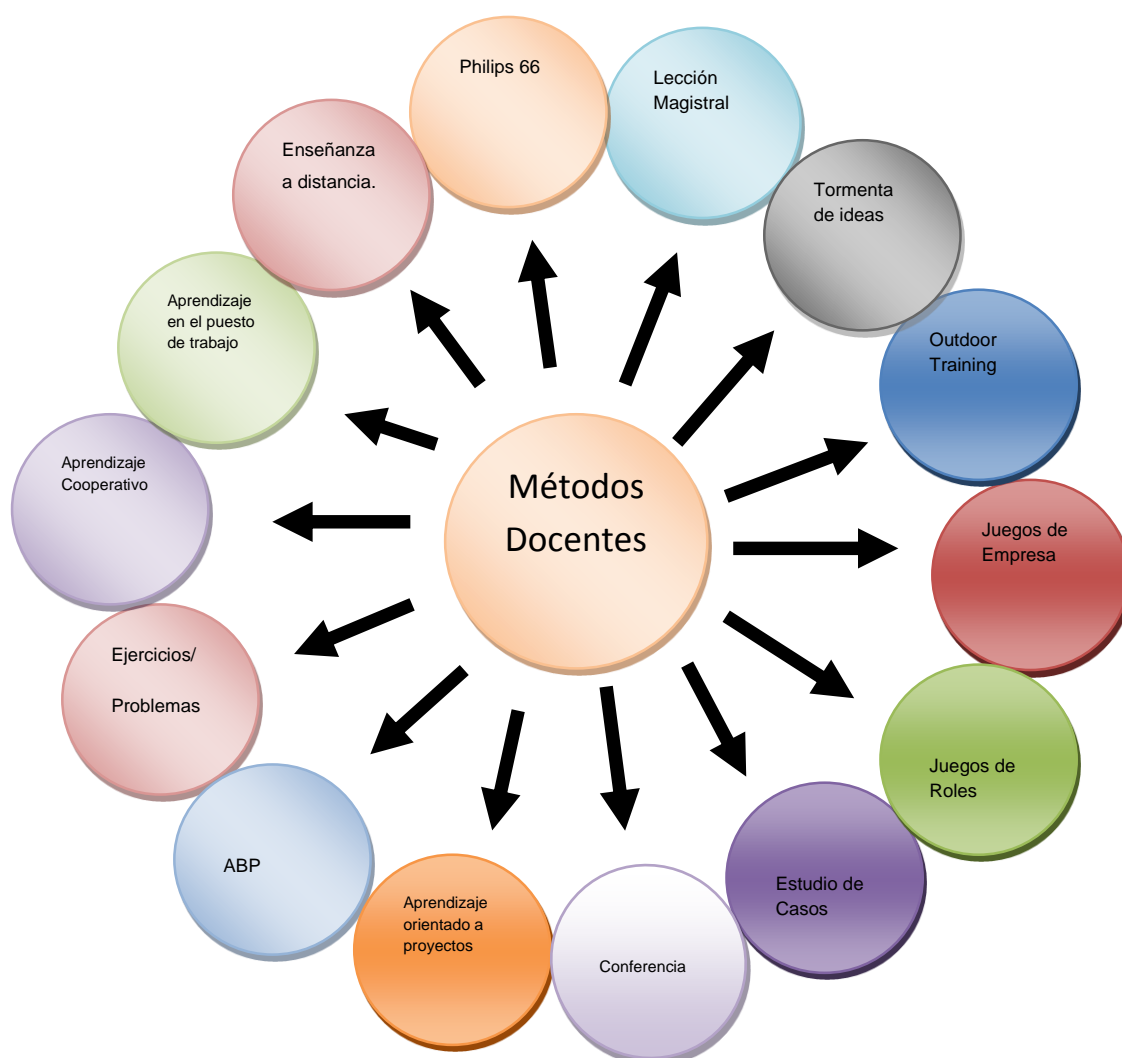 Philips 66
Lección
Magistral
Tormenta
de ideas
Outdoor
Training
Juegos de
Empresa
Juegos de
Roles
Estudio de
Casos
Conferencia
Aprendizaje
orientado a
proyectos
ABP
Ejercicios/
Problemas
Aprendizaje
Cooperativo
Aprendizaje
en el puesto
de trabajo
Enseñanza
a distancia.
Métodos
Docentes